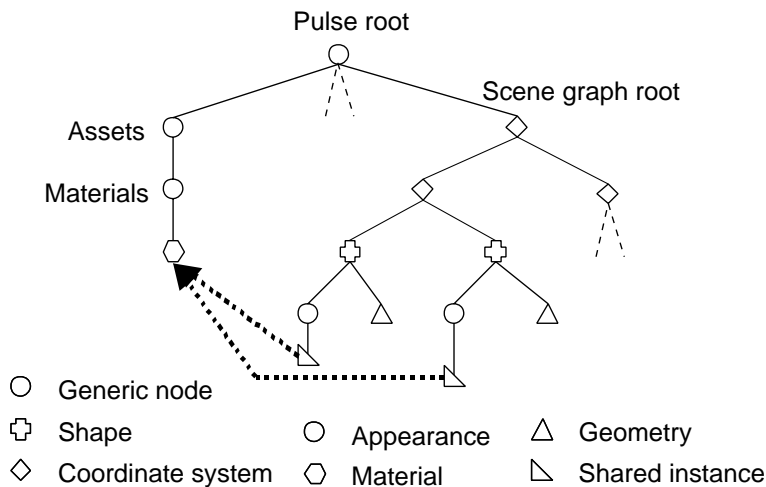 Pulse root
Scene graph root
Assets
Materials
Generic node
Shape
Appearance
Geometry
Coordinate system
Material
Shared instance